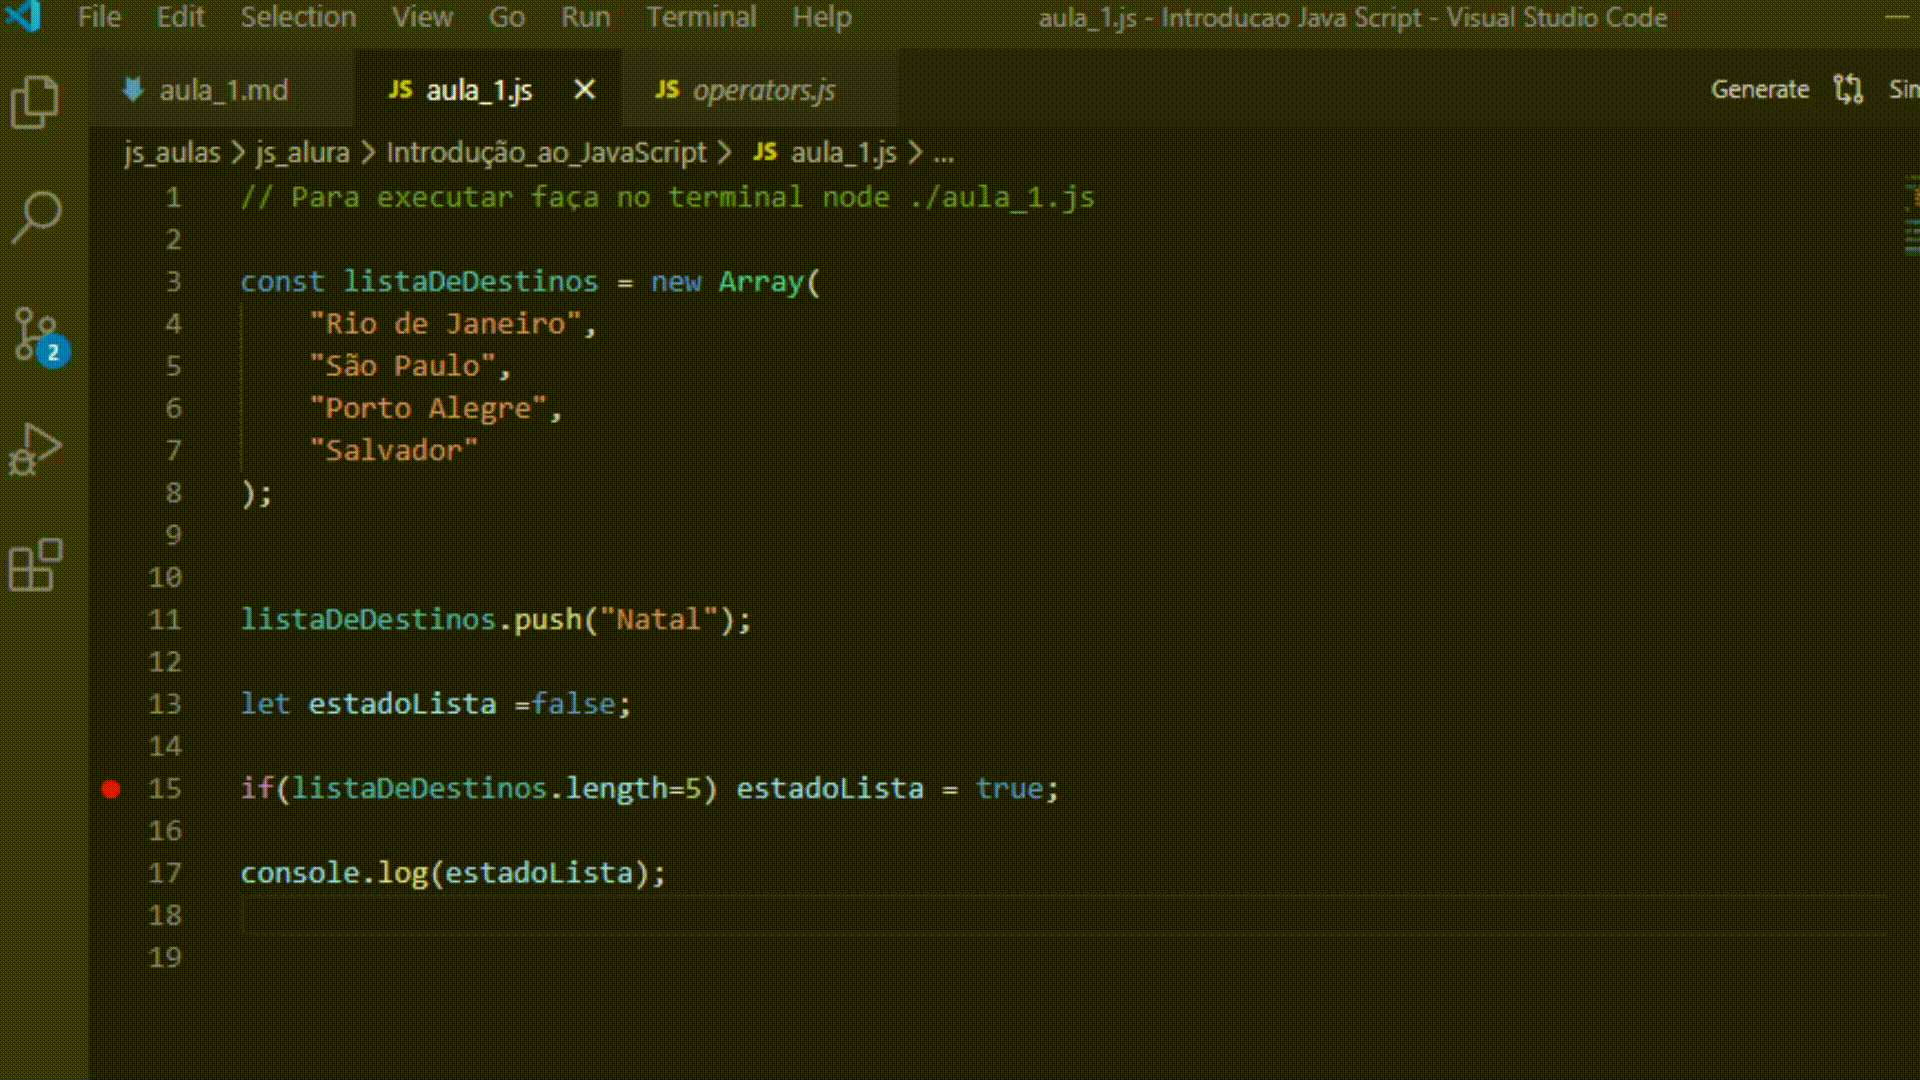 File Edit Selection View Go Run Terminal Help aula_1.js - Introducao Java Script - Visual Studio Code
aula_1.md JS aula_1.js JS operators.js Generate Sin
js_aulas > js_alura > Introdução_ao_JavaScript > JS aula_1.js > ...
1 // Para executar faça no terminal node ./aula_1.js
2
3 const listaDeDestinos = new Array(
4 "Rio de Janeiro",
5 "São Paulo",
6 "Porto Alegre",
7 "Salvador"
8 );
9
10
11 listaDeDestinos.push("Natal");
12
13 let estadoLista =false;
14
15 if(listaDeDestinos.length=5) estadoLista = true;
16
17 console.log(estadoLista);
18
19
2